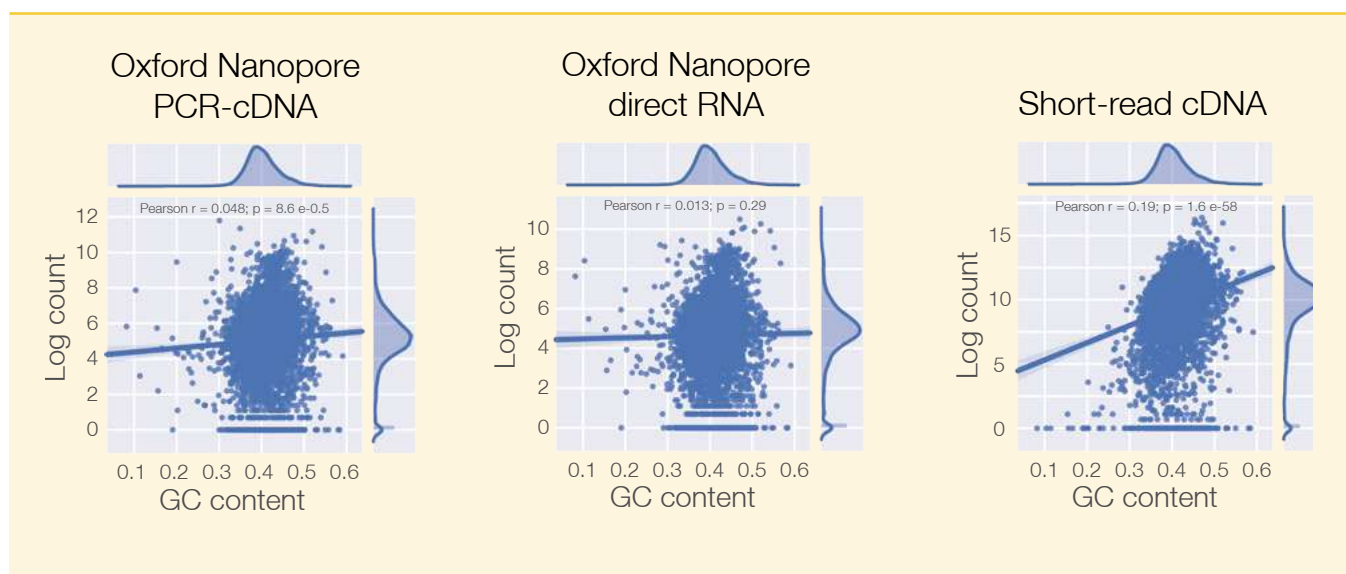 Oxford Nanopore
PCR-cDNA
Pearson r = 0.048; p = 8.6 e-0.5
12
10
8
6
4
2
0
Log count
0.1 0.2 0.3 0.4 0.5 0.6
GC content
Oxford Nanopore
direct RNA
Pearson r = 0.013; p = 0.29
10
8
6
4
2
0
Log count
0.1 0.2 0.3 0.4 0.5 0.6
GC content
Short-read cDNA
Pearson r = 0.19; p = 1.6 e-58
15
10
5
0
Log count
0.1 0.2 0.3 0.4 0.5 0.6
GC content